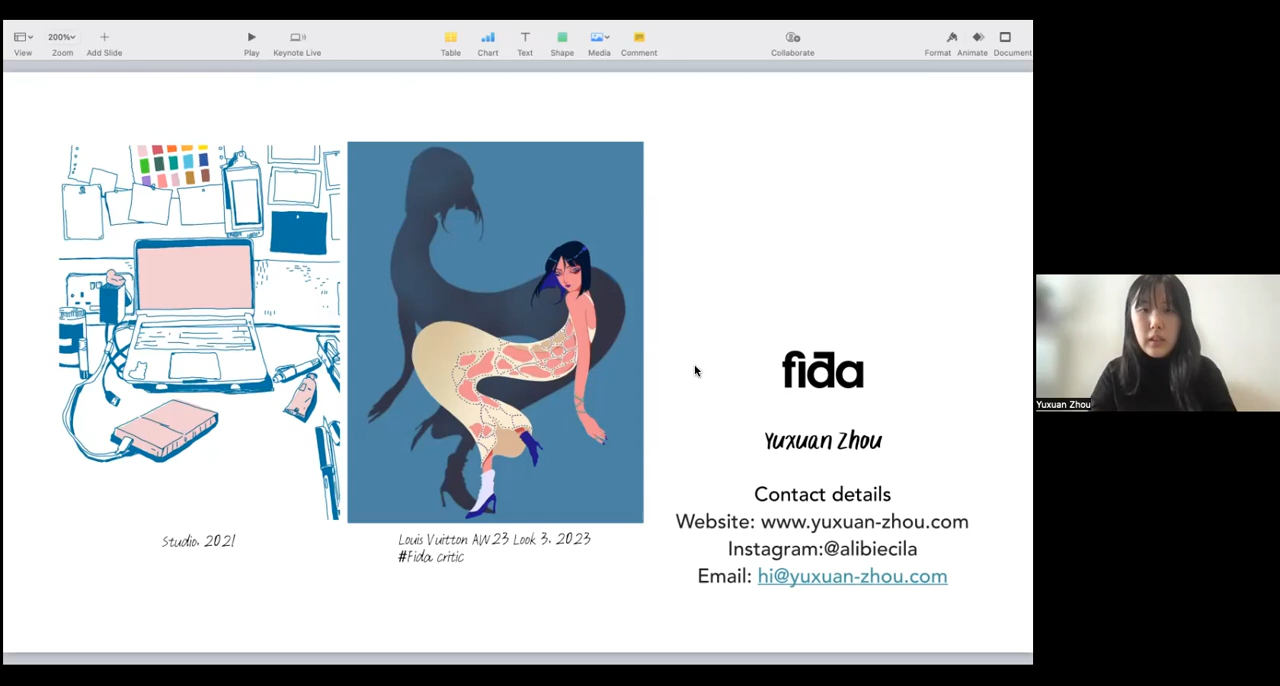 200%
View
Zoom
Add Slide
Play
Keynote Live
Table
Chart
Text
Shape
Media
Comment
Collaborate
Format
Animate
Document
Studio. 2021
Louis Vuitton AW23 Look 3. 2023
#Fida critic
fida
Yuxuan Zhou
Contact details
Website: www.yuxuan-zhou.com
Instagram:@alibiecila
Email: hi@yuxuan-zhou.com
Yuxuan Zhou